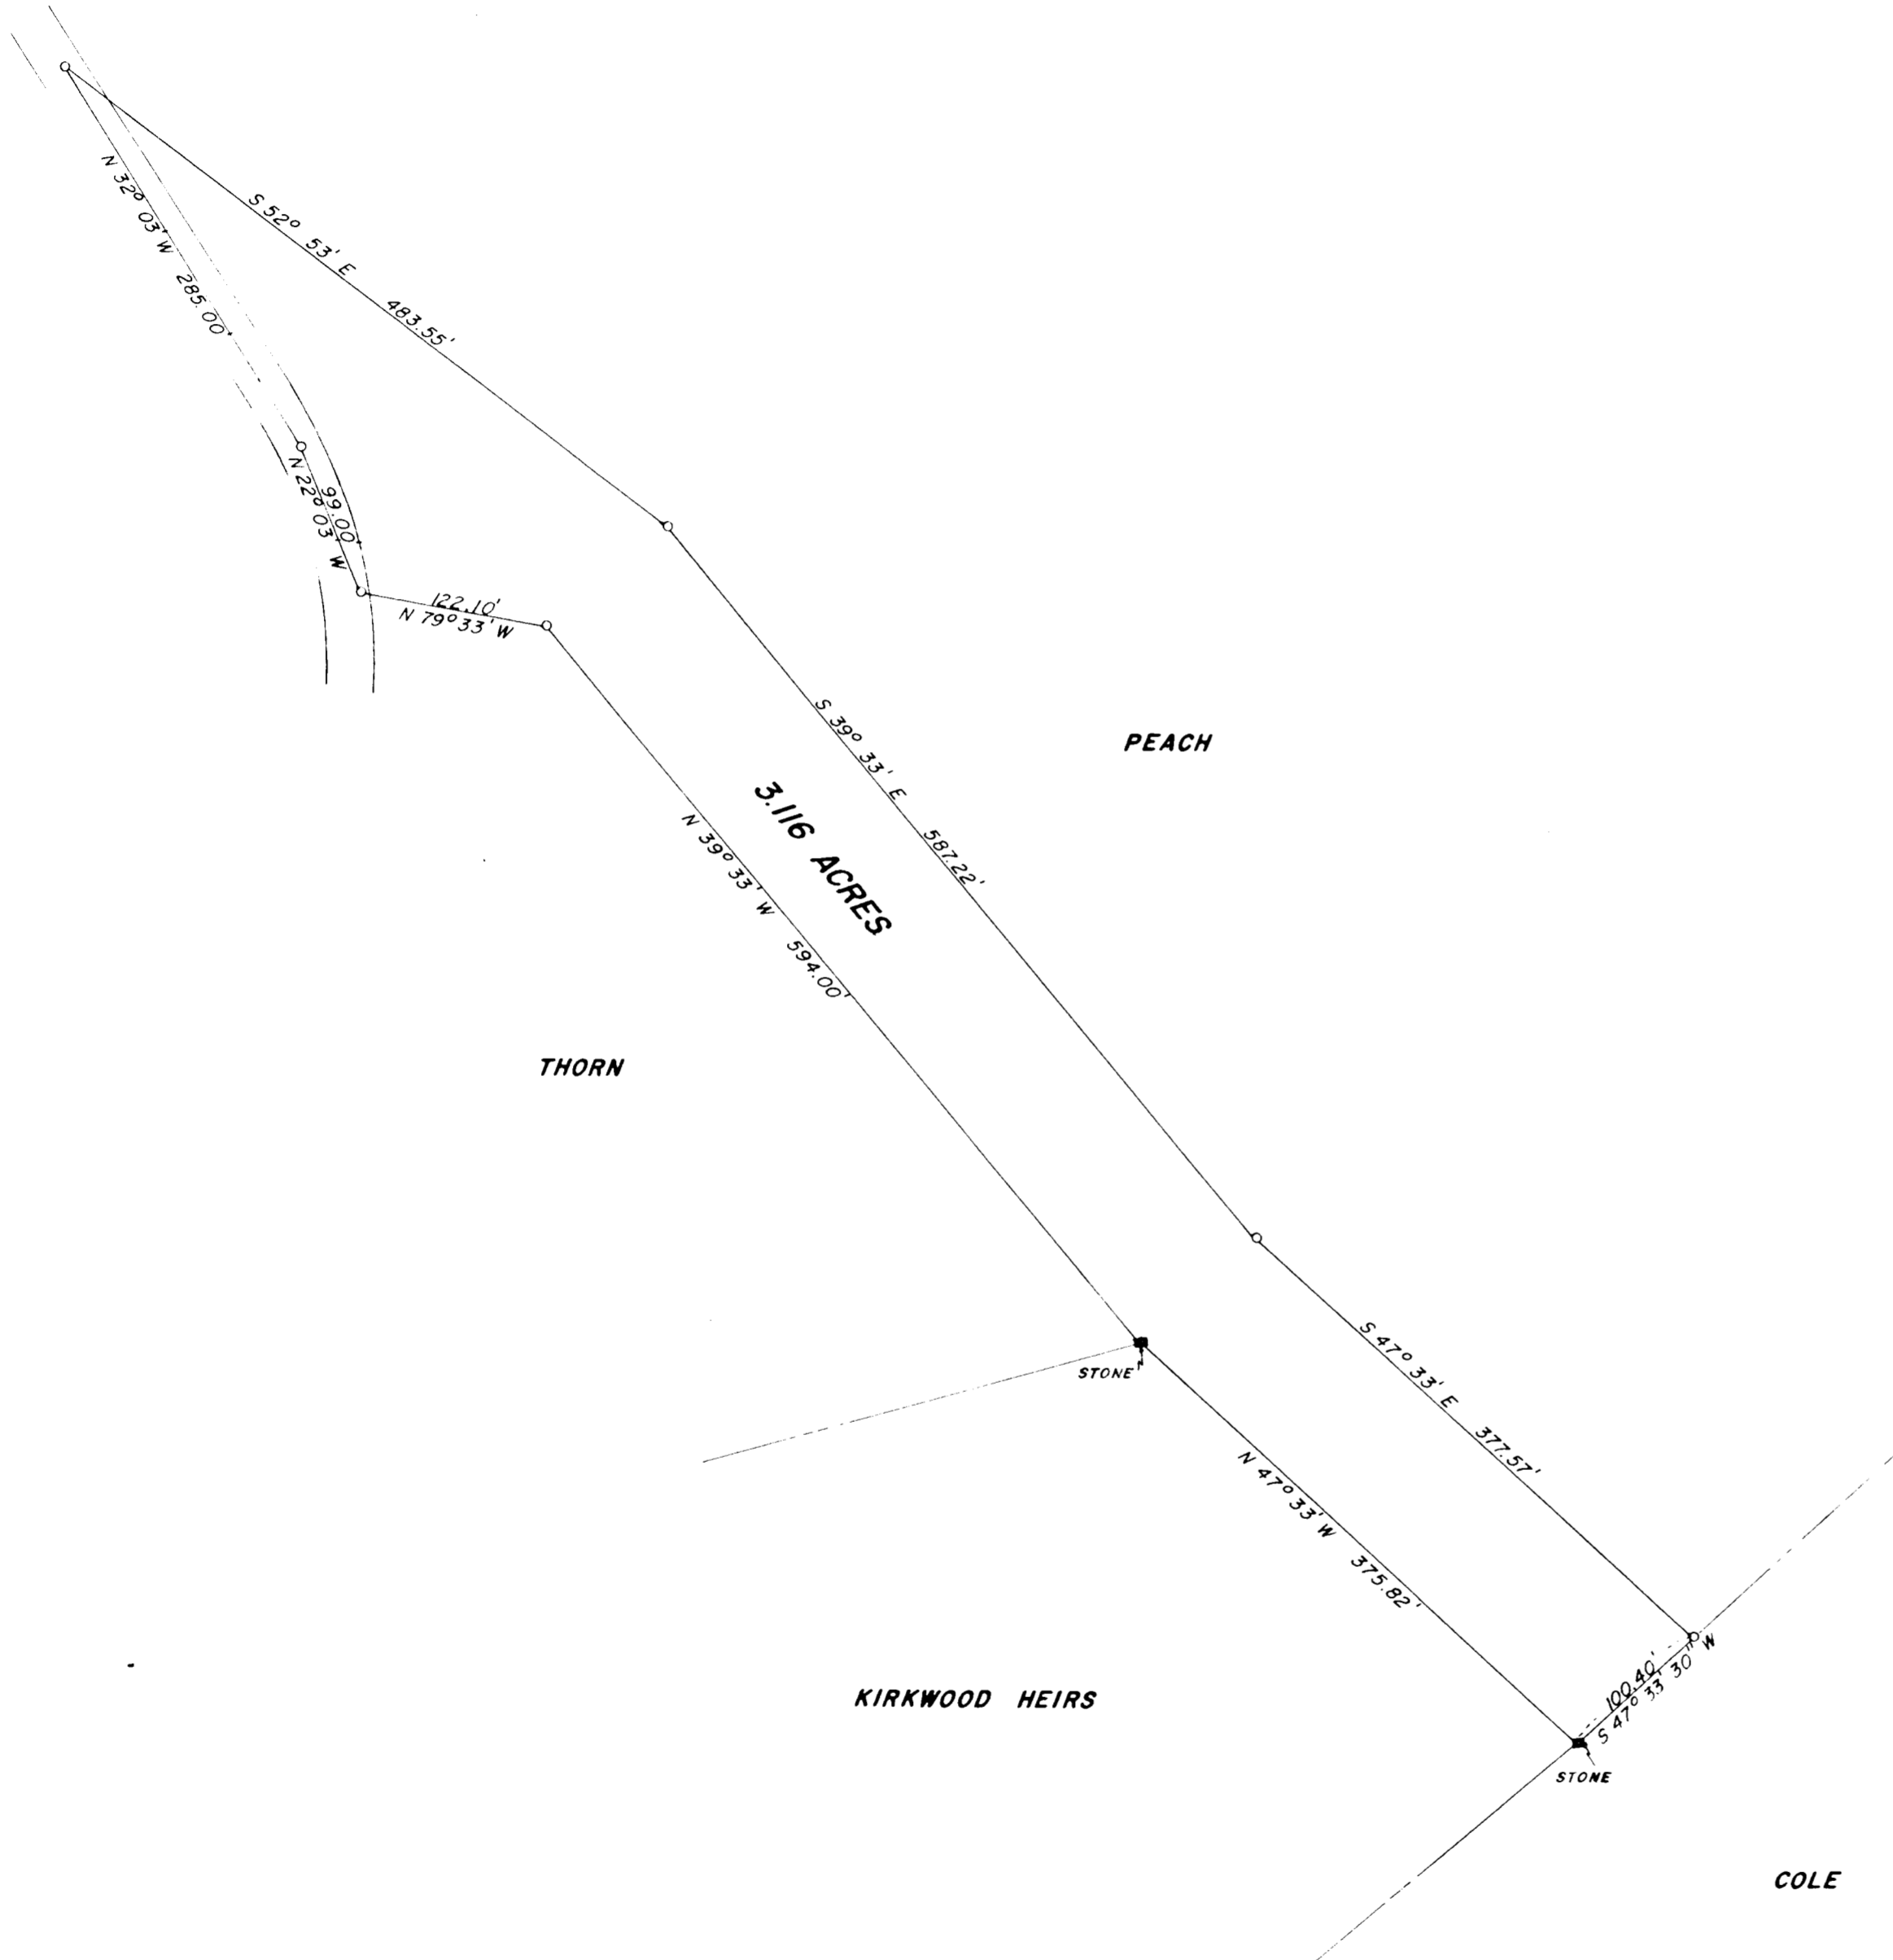 N 32° 03' W 285.00'
S 52° 53' E 483.55'
N 22° 03' W
99.00'
122.10'
N 79° 33' W
S 39° 33' E 587.22'
PEACH
3.116 ACRES
N 39° 33' W 594.00'
THORN
STONE
S 47° 33' E 377.57'
N 47° 33' W 375.82'
100.40'
S 47° 33' 30" W
KIRKWOOD HEIRS
STONE
COLE